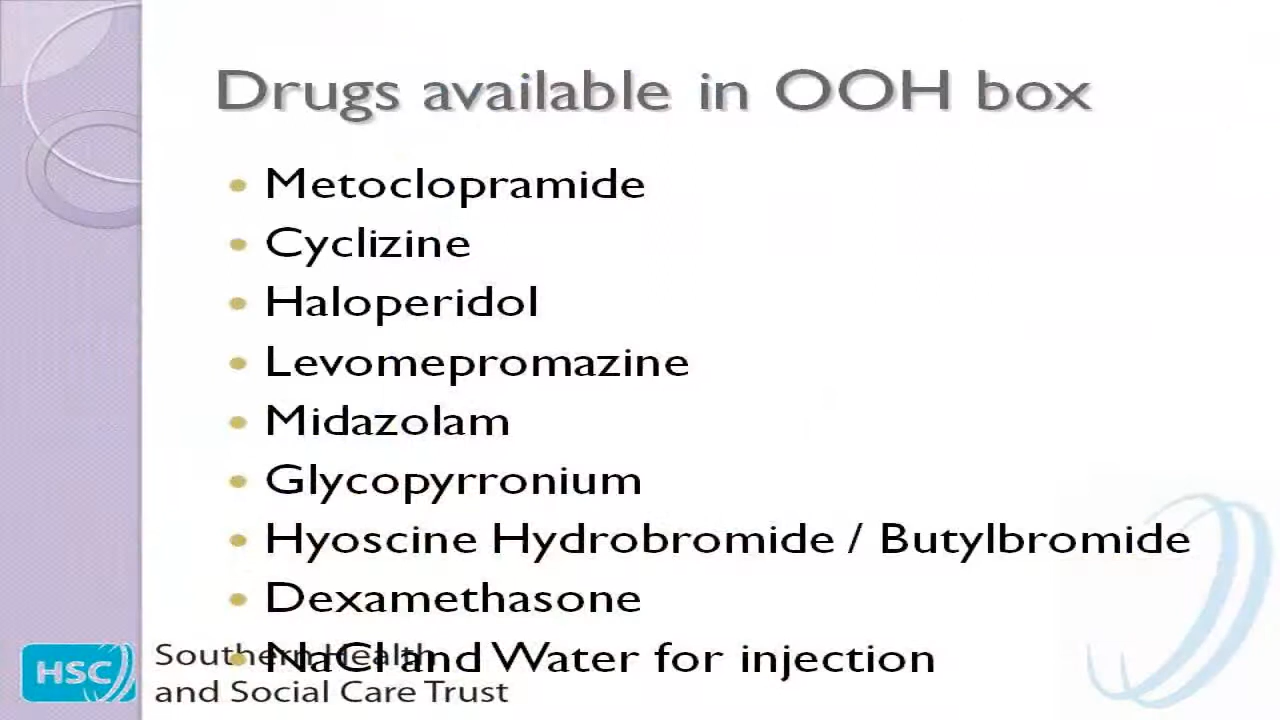 Drugs available in OOH box
• Metoclopramide
• Cyclizine
• Haloperidol
• Levomepromazine
• Midazolam
• Glycopyrronium
• Hyoscine Hydrobromide / Butylbromide
• Dexamethasone
• NaCl and Water for injection
HSC
Southern Health
and Social Care Trust